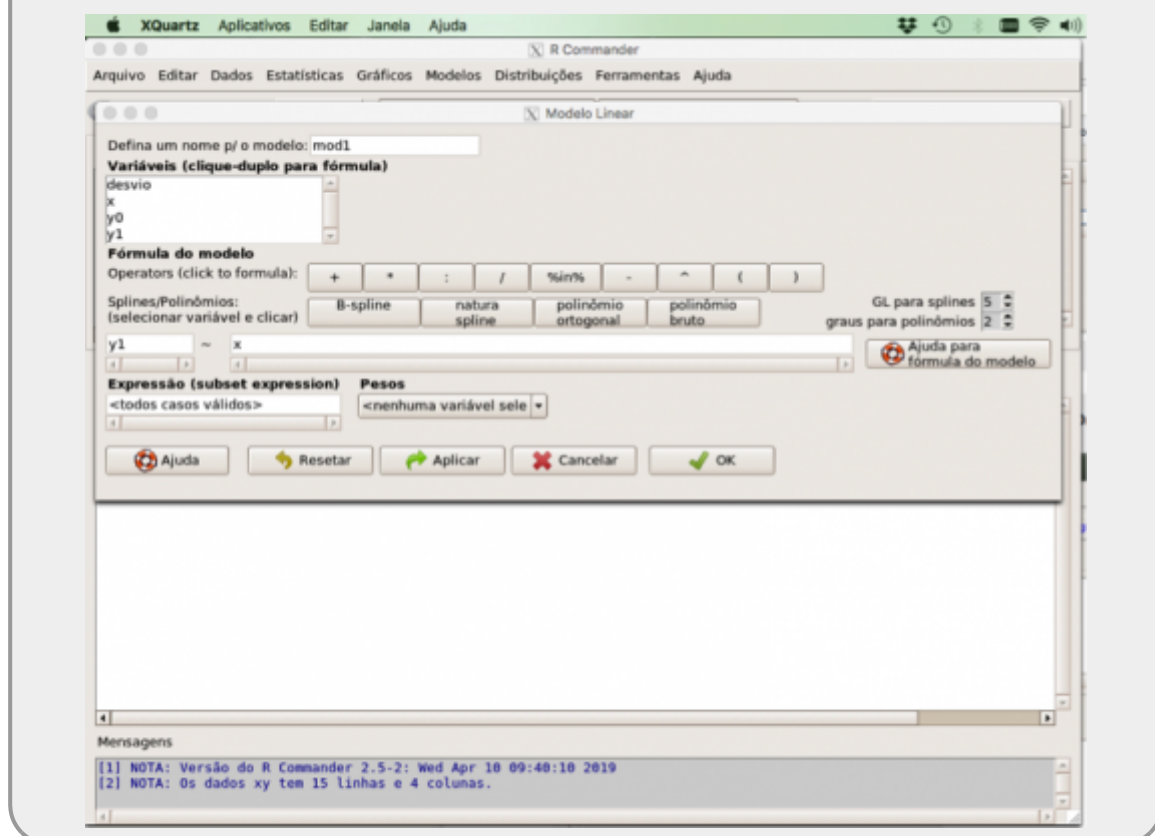 XQuartz Aplicativos Editar Janela Ajuda
R Commander
Arquivo Editar Dados Estatísticas Gráficos Modelos Distribuições Ferramentas Ajuda
Modelo Linear
Defina um nome p/ o modelo: mod1
Variáveis (clique-duplo para fórmula)
desvio
x
y0
y1
Fórmula do modelo
Operators (click to formula): + * : / %in% - ^ ( )
Splines/Polinômios:
(selecionar variável e clicar)
B-spline
natura
spline
polinômio
ortogonal
polinômio
bruto
GL para splines 5
graus para polinômios 2
y1 ~ x
Ajuda para
fórmula do modelo
Expressão (subset expression) Pesos
<todos casos válidos> <nenhuma variável sele
Ajuda Resetar Aplicar Cancelar OK
Mensagens
[1] NOTA: Versão do R Commander 2.5-2: Wed Apr 10 09:40:10 2019
[2] NOTA: Os dados xy tem 15 linhas e 4 colunas.